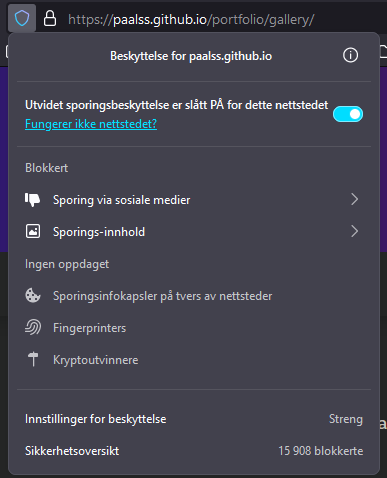 https://paalss.github.io/portfolio/gallery/
Beskyttelse for paalss.github.io
Utvidet sporingsbeskyttelse er slått PÅ for dette nettstedet
Fungerer ikke nettstedet?
Blokkert
Sporing via sosiale medier
Sporings-innhold
Ingen oppdaget
Sporingsinfokapsler på tvers av nettsteder
Fingerprinters
Kryptoutvinnere
Innstillinger for beskyttelse Streng
Sikkerhetsoversikt 15 908 blokkerte